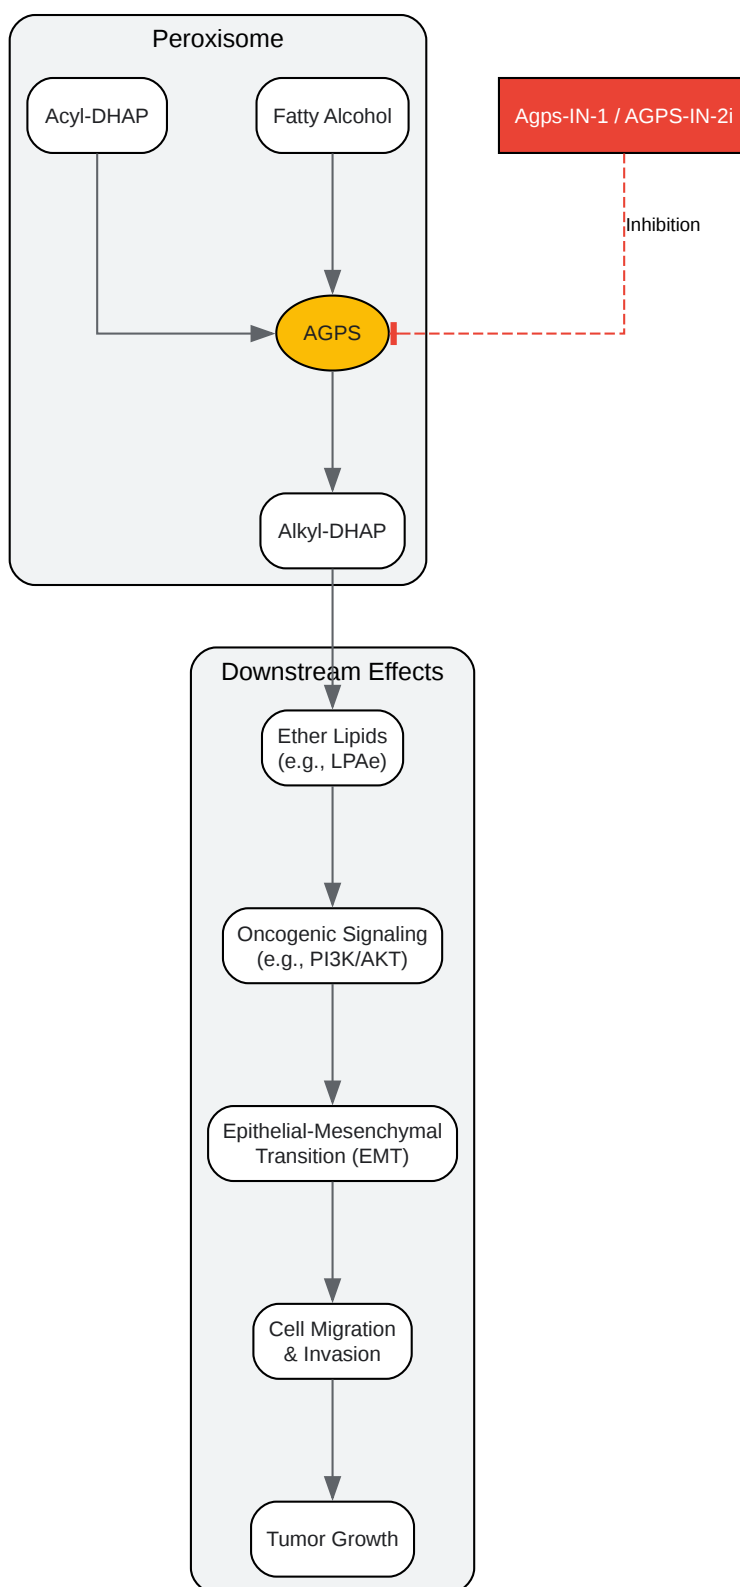 Peroxisome
Acyl-DHAP
Fatty Alcohol
Agps-IN-1 / AGPS-IN-2i
Inhibition
AGPS
Alkyl-DHAP
Downstream Effects
Ether Lipids
(e.g., LPAe)
Oncogenic Signaling
(e.g., PI3K/AKT)
Epithelial-Mesenchymal
Transition (EMT)
Cell Migration
& Invasion
Tumor Growth